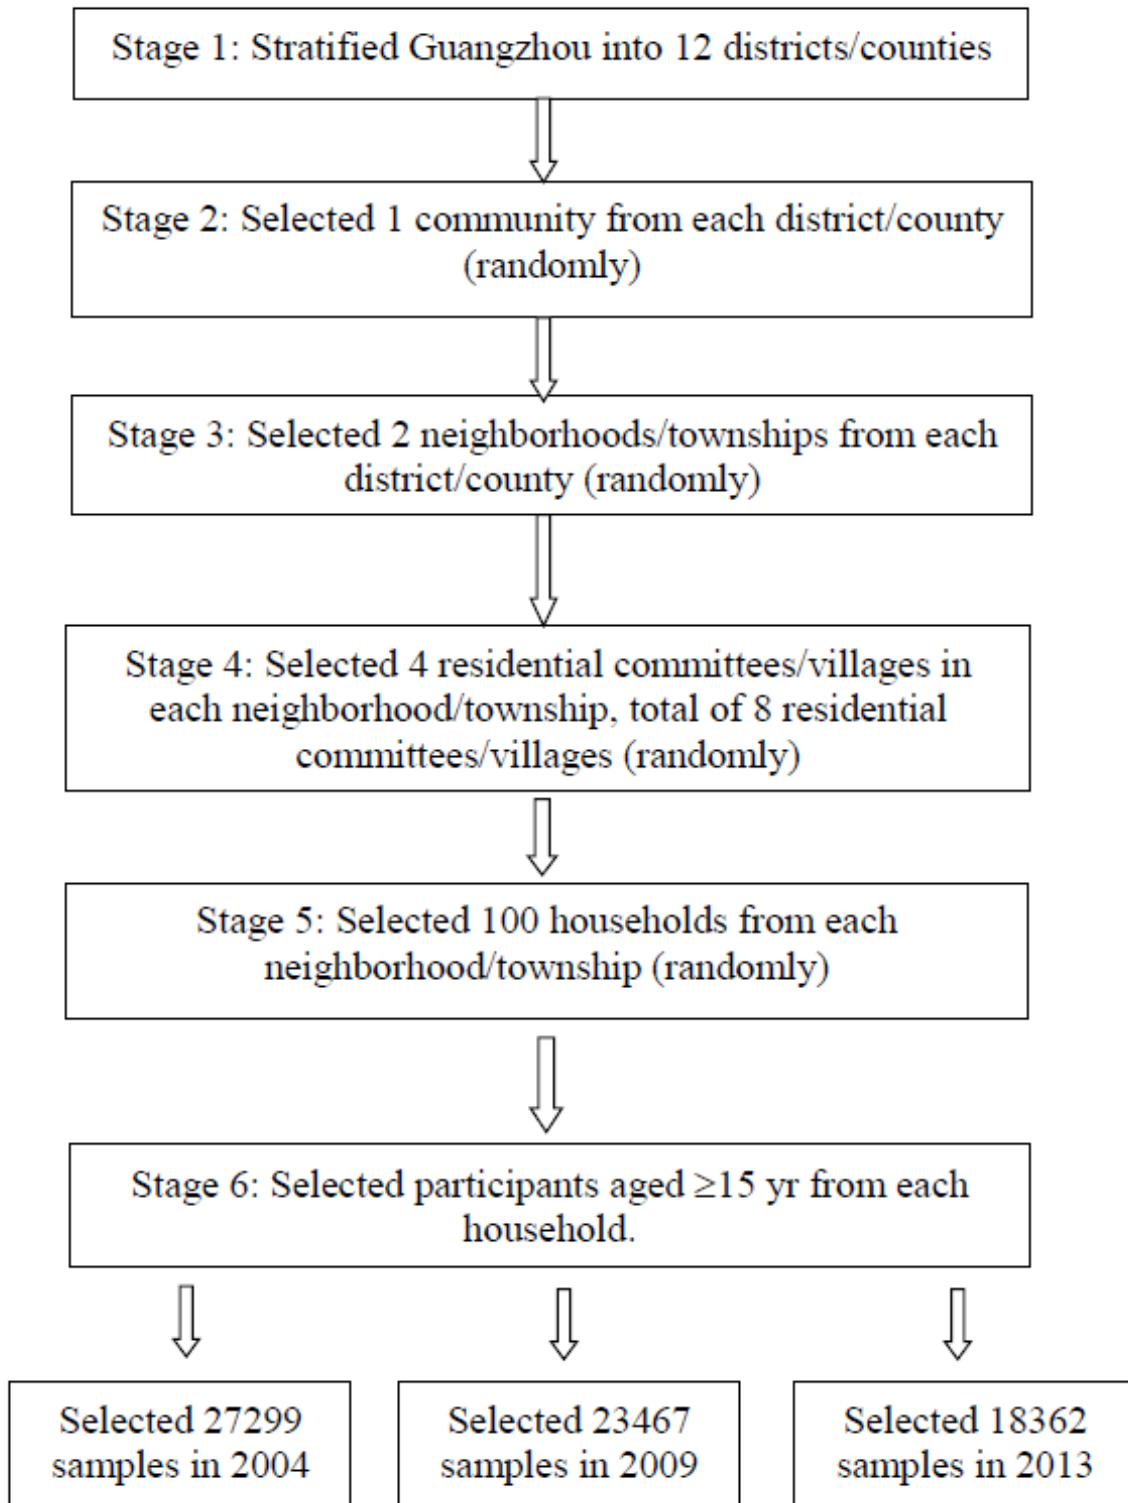 Stage 1: Stratified Guangzhou into 12 districts/counties
Stage 2: Selected 1 community from each district/county
(randomly)
Stage 3: Selected 2 neighborhoods/townships from each
district/county (randomly)
Stage 4: Selected 4 residential committees/villages in
each neighborhood/township, total of 8 residential
committees/villages (randomly)
Stage 5: Selected 100 households from each
neighborhood/township (randomly)
Stage 6: Selected participants aged ≥15 yr from each
household.
Selected 27299
samples in 2004
Selected 23467
samples in 2009
Selected 18362
samples in 2013